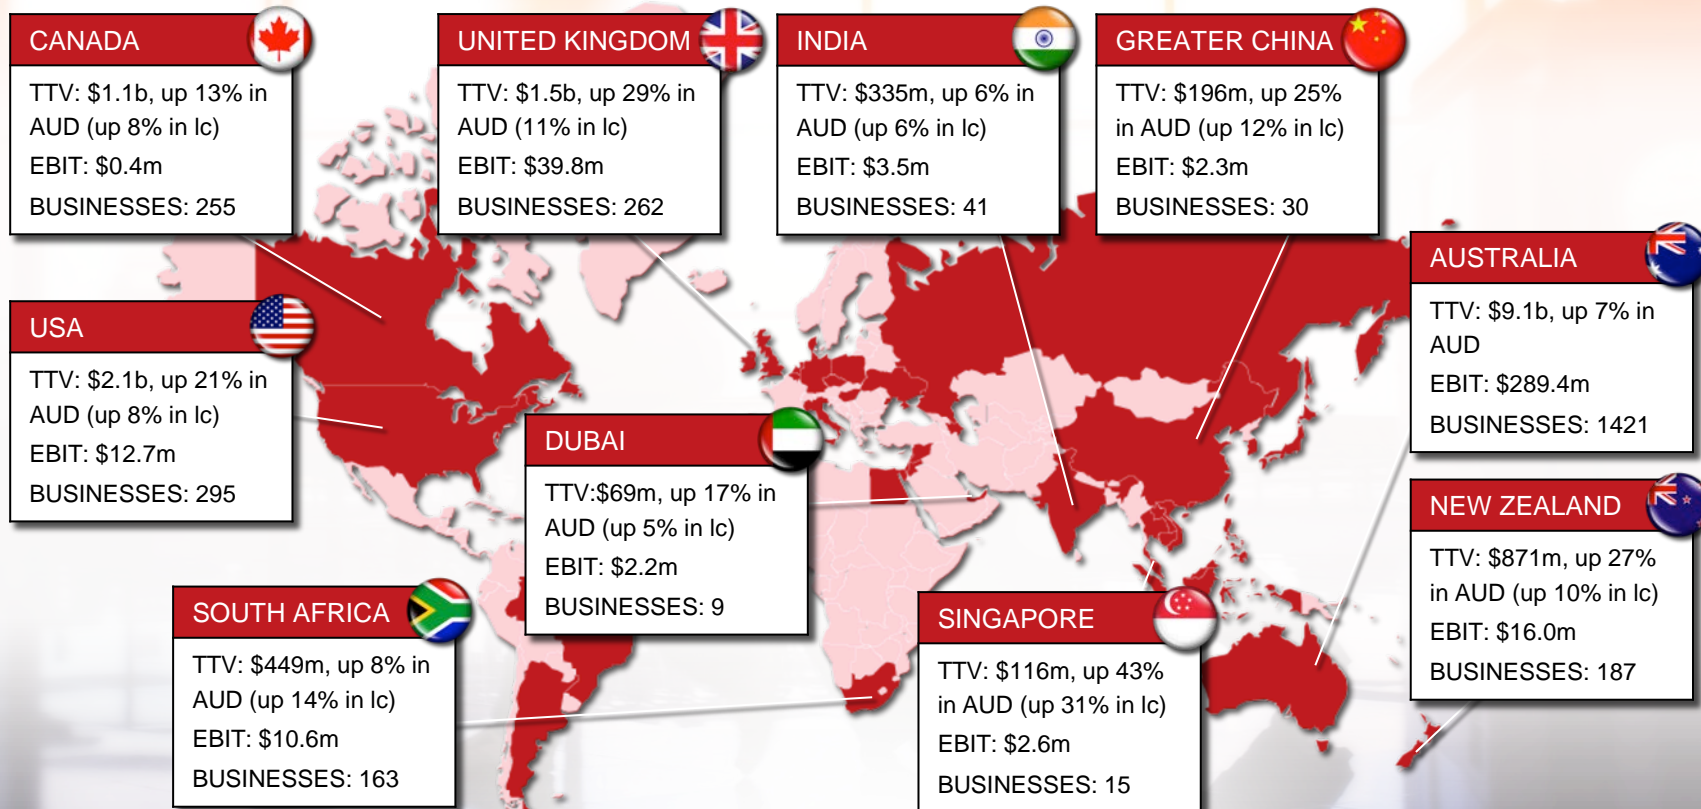 CANADA
TTV: $1.1b, up 13% in
AUD (up 8% in lc)
EBIT: $0.4m
BUSINESSES: 255
UNITED KINGDOM
TTV: $1.5b, up 29% in
AUD (11% in lc)
EBIT: $39.8m
BUSINESSES: 262
INDIA
TTV: $335m, up 6% in
AUD (up 6% in lc)
EBIT: $3.5m
BUSINESSES: 41
GREATER CHINA
TTV: $196m, up 25%
in AUD (up 12% in lc)
EBIT: $2.3m
BUSINESSES: 30
AUSTRALIA
TTV: $9.1b, up 7% in
AUD
EBIT: $289.4m
BUSINESSES: 1421
USA
TTV: $2.1b, up 21% in
AUD (up 8% in lc)
EBIT: $12.7m
BUSINESSES: 295
DUBAI
TTV:$69m, up 17% in
AUD (up 5% in lc)
EBIT: $2.2m
BUSINESSES: 9
NEW ZEALAND
TTV: $871m, up 27%
in AUD (up 10% in lc)
EBIT: $16.0m
BUSINESSES: 187
SOUTH AFRICA
TTV: $449m, up 8% in
AUD (up 14% in lc)
EBIT: $10.6m
BUSINESSES: 163
SINGAPORE
TTV: $116m, up 43%
in AUD (up 31% in lc)
EBIT: $2.6m
BUSINESSES: 15